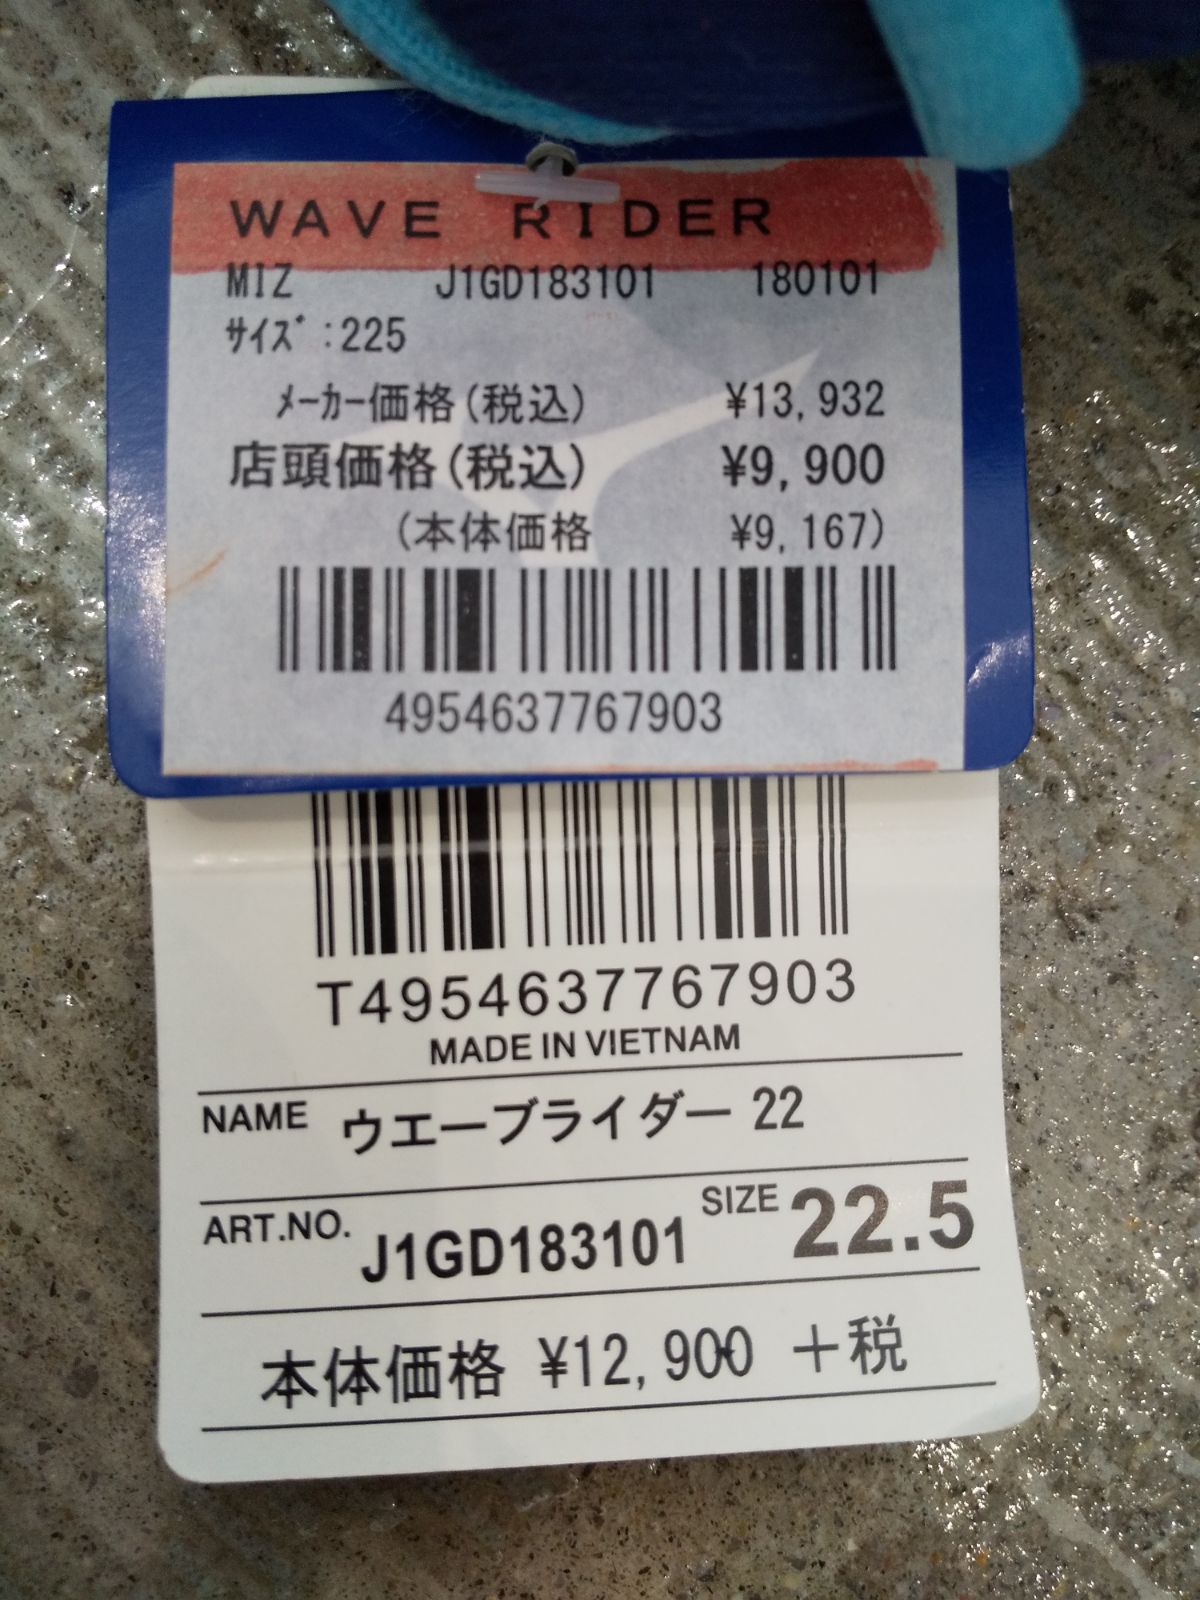 WAVE RIDER
MIZ J1GD183101 180101
ｻｲｽﾞ:225
ﾒｰｶｰ価格(税込) ¥13,932
店頭価格(税込) ¥9,900
(本体価格 ¥9,167)
4954637767903
T4954637767903
MADE IN VIETNAM
NAME ウエーブライダー 22
ART.NO. J1GD183101 SIZE 22.5
本体価格 ¥12,900 +税